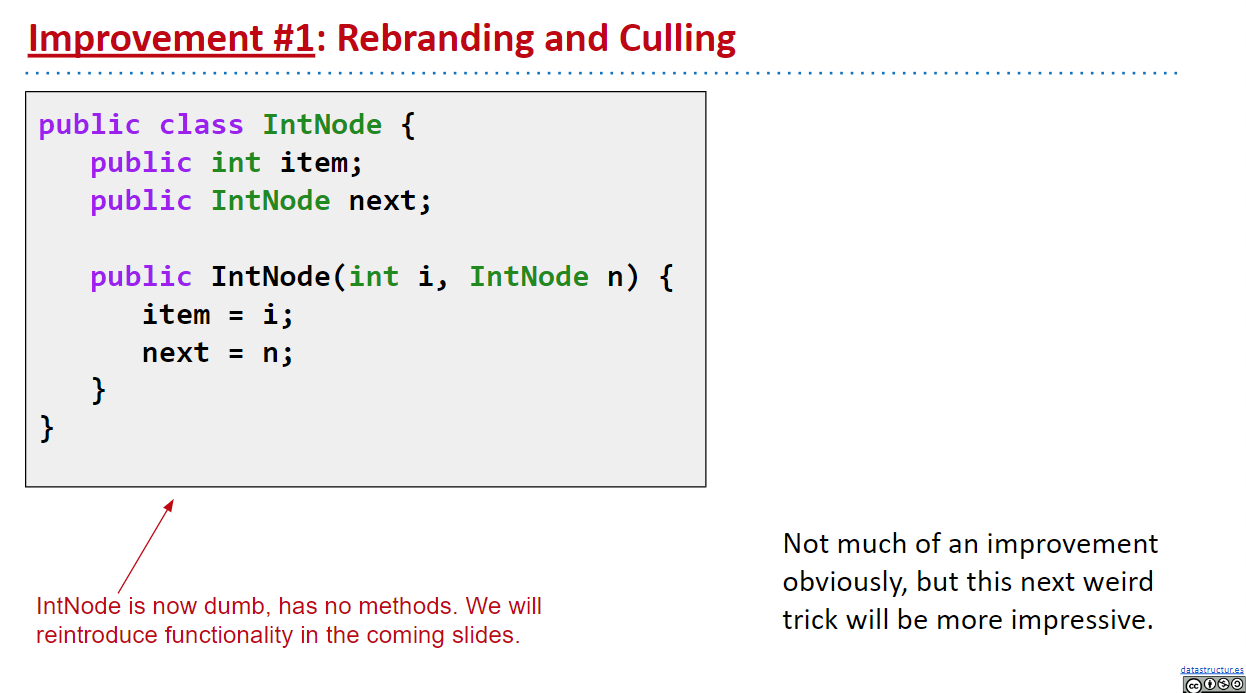 Improvement #1: Rebranding and Culling
public class IntNode {
public int item;
public IntNode next;
public IntNode(int i, IntNode n) {
item = i;
next = n;
}
}
IntNode is now dumb, has no methods. We will
reintroduce functionality in the coming slides.
Not much of an improvement
obviously, but this next weird
trick will be more impressive.
datastructur.es
cc